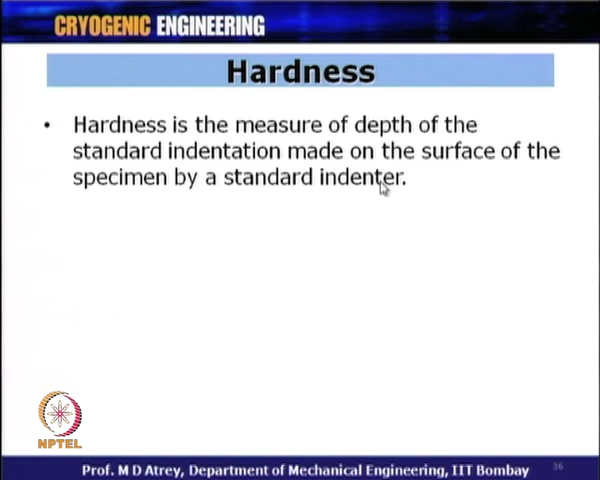 CRYOGENIC ENGINEERING
Hardness
• Hardness is the measure of depth of the
standard indentation made on the surface of the
specimen by a standard indenter.
NPTEL
Prof. M D Atrey, Department of Mechanical Engineering, IIT Bombay
36